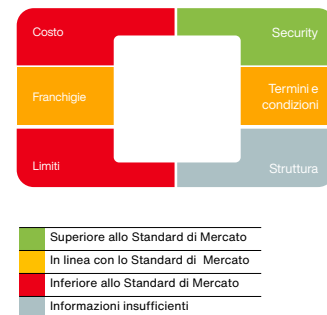 Costo
Security
Franchigie
Termini e
condizioni
Limiti
Struttura
Superiore allo Standard di Mercato
In linea con lo Standard di Mercato
Inferiore allo Standard di Mercato
Informazioni insufficienti